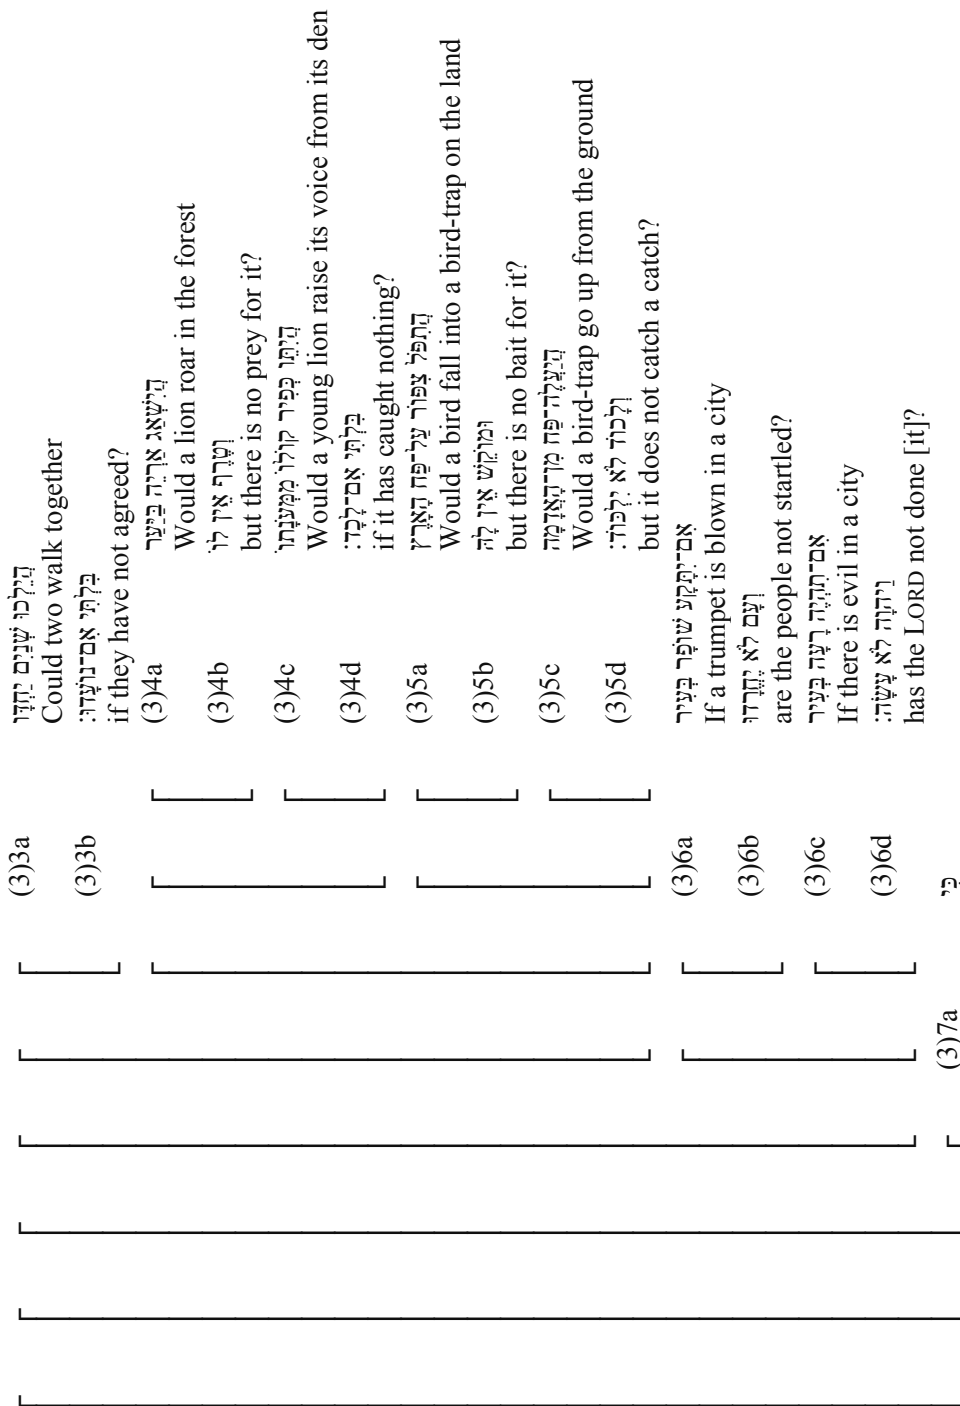 (3)3a הֲיֵלְכוּ שְׁנַיִם יַחְדָּו
Could two walk together
(3)3b בִּלְתִּי אִם־נוֹעָדוּ׃
if they have not agreed?
(3)4a הֲיִשְׁאַג אַרְיֵה בַּיַּעַר
Would a lion roar in the forest
(3)4b וְטֶרֶף אֵין לוֹ
but there is no prey for it?
(3)4c הֲיִתֵּן כְּפִיר קוֹלוֹ מִמְּעֹנָתוֹ
Would a young lion raise its voice from its den
(3)4d בִּלְתִּי אִם־לָכָד׃
if it has caught nothing?
(3)5a הֲתִפֹּל צִפּוֹר עַל־פַּח הָאָרֶץ
Would a bird fall into a bird-trap on the land
(3)5b וּמוֹקֵשׁ אֵין לָהּ
but there is no bait for it?
(3)5c הֲיַעֲלֶה־פַּח מִן־הָאֲדָמָה
Would a bird-trap go up from the ground
(3)5d וְלָכוֹד לֹא יִלְכּוֹד׃
but it does not catch a catch?
(3)6a אִם־יִתָּקַע שׁוֹפָר בְּעִיר
If a trumpet is blown in a city
(3)6b וְעָם לֹא יֶחֱרָדוּ
are the people not startled?
(3)6c אִם־תִּהְיֶה רָעָה בְּעִיר
If there is evil in a city
(3)6d וַיהוָה לֹא עָשָׂה׃
has the LORD not done [it]?
(3)7a כִּי